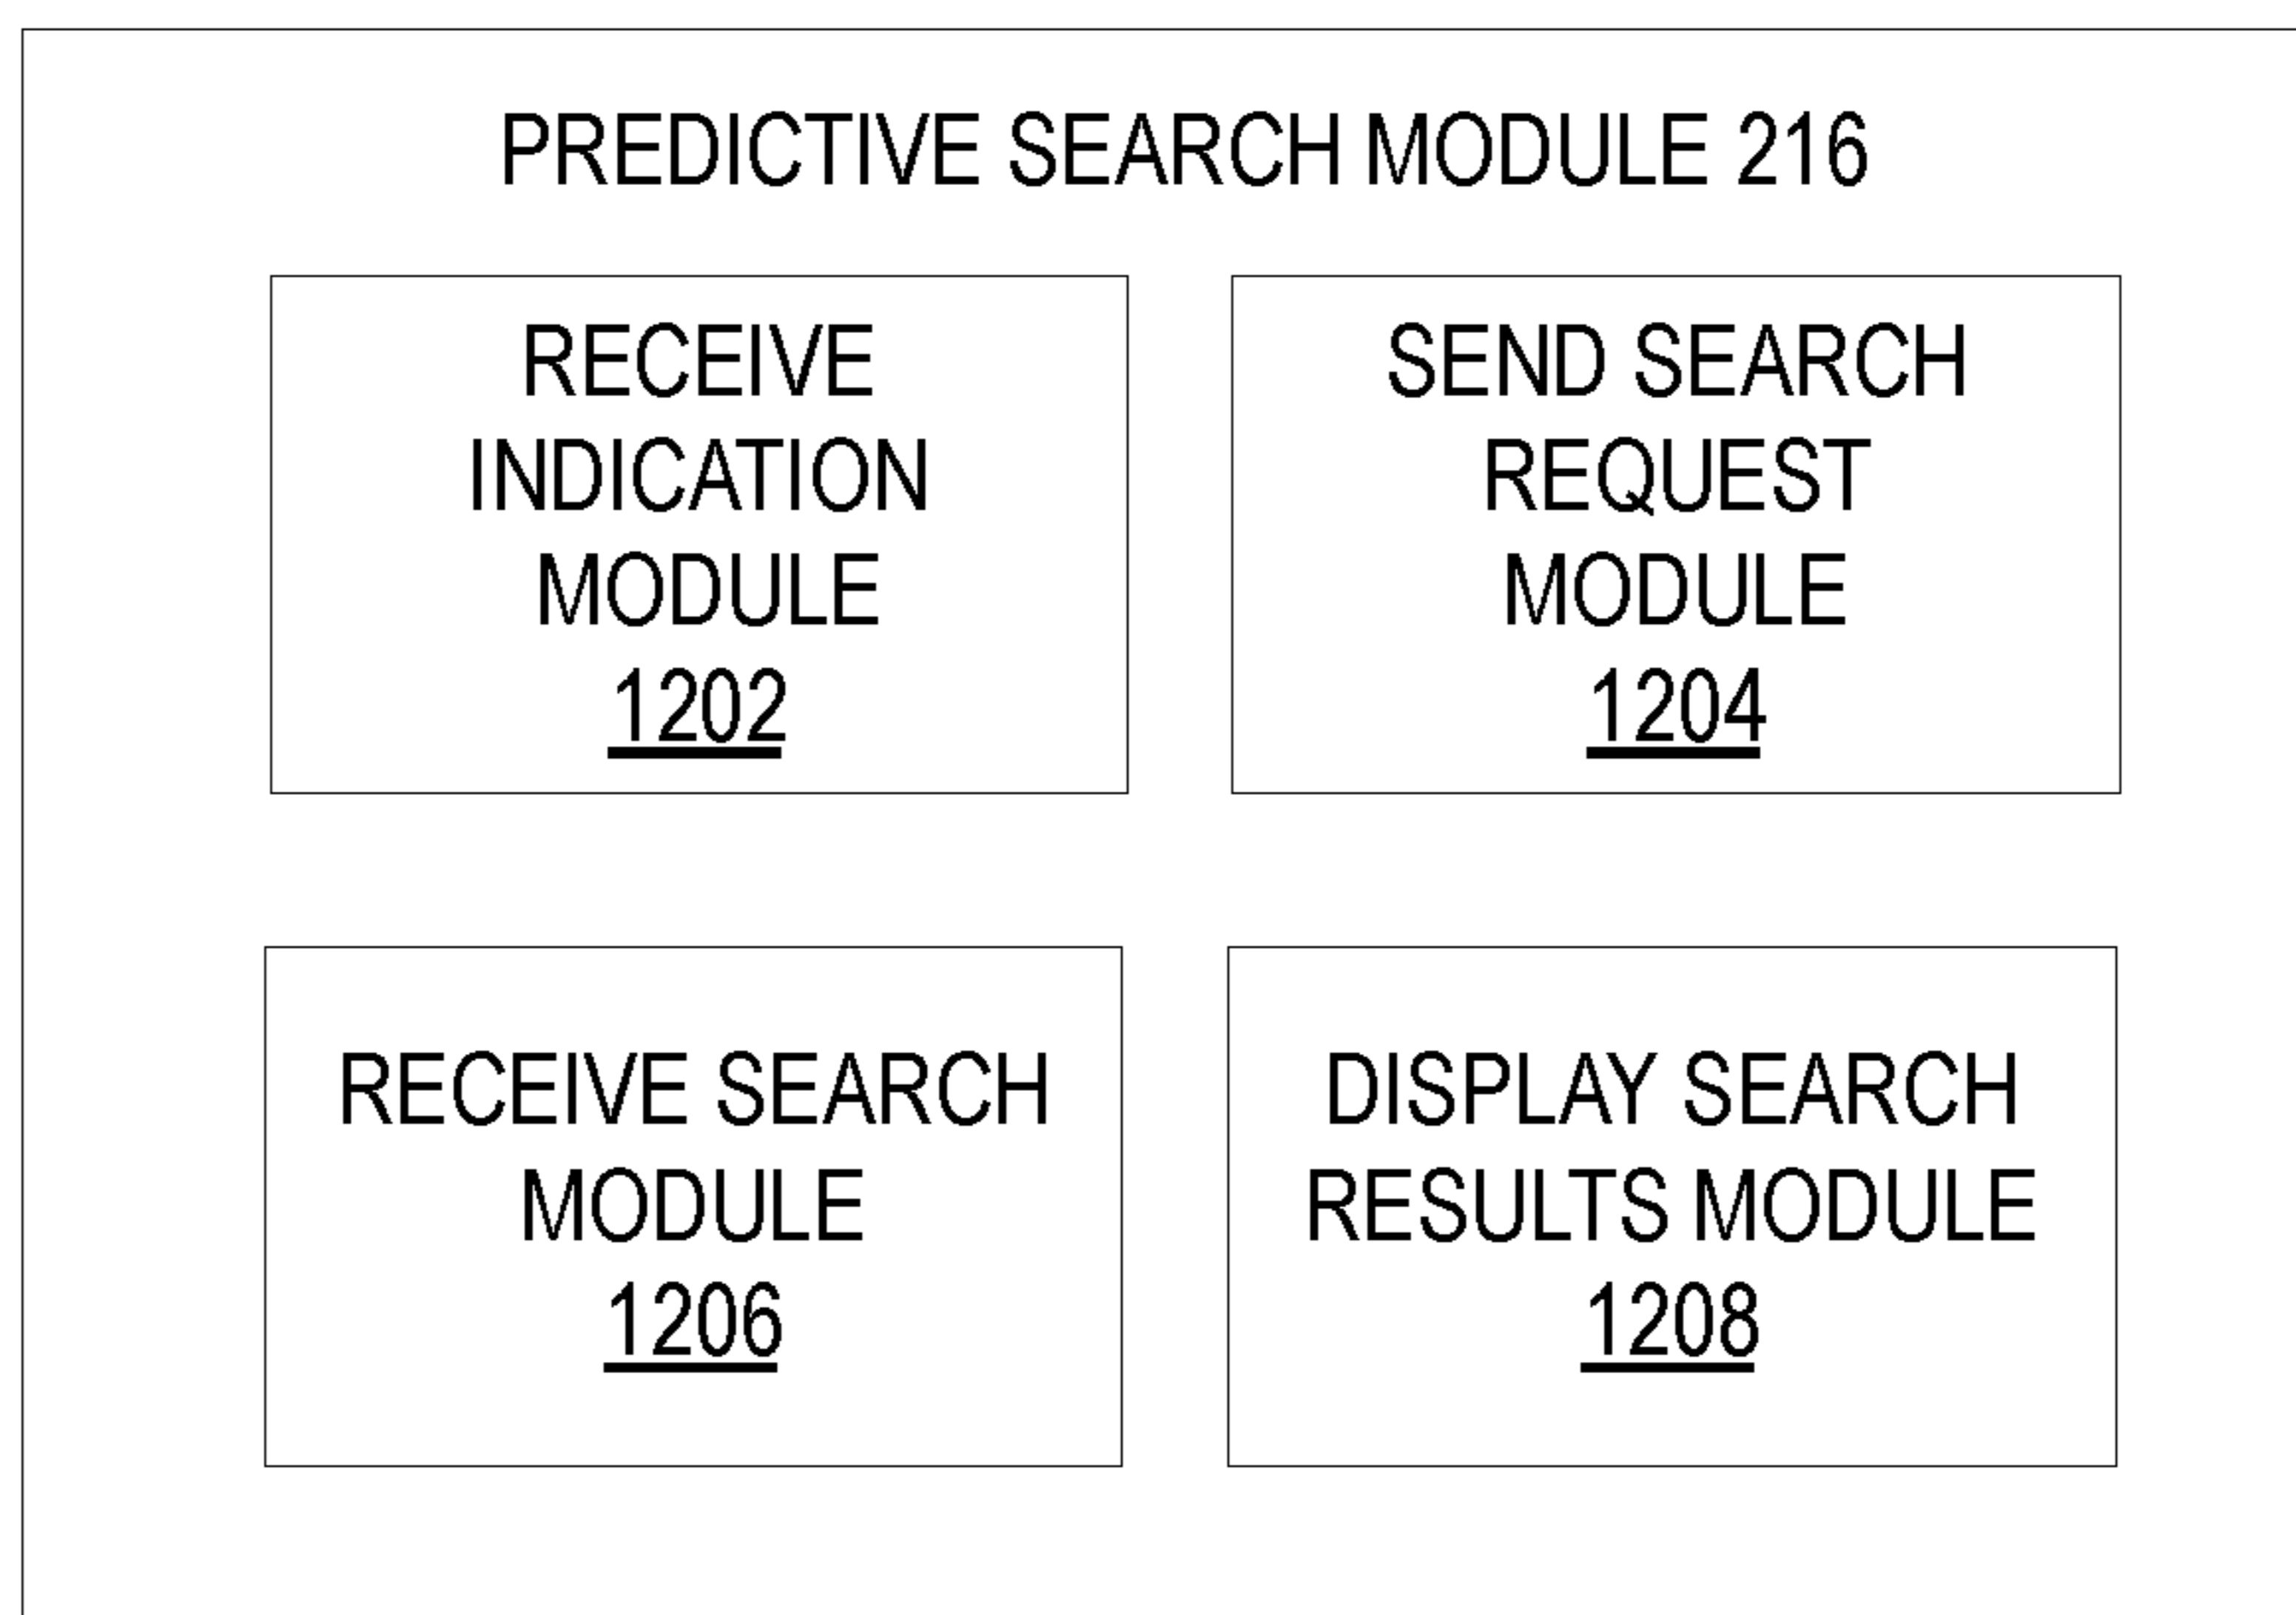 PREDICTIVE SEARCH MODULE 216
RECEIVE
INDICATION
MODULE
1202
SEND SEARCH
REQUEST
MODULE
1204
RECEIVE SEARCH
MODULE
1206
DISPLAY SEARCH
RESULTS MODULE
1208